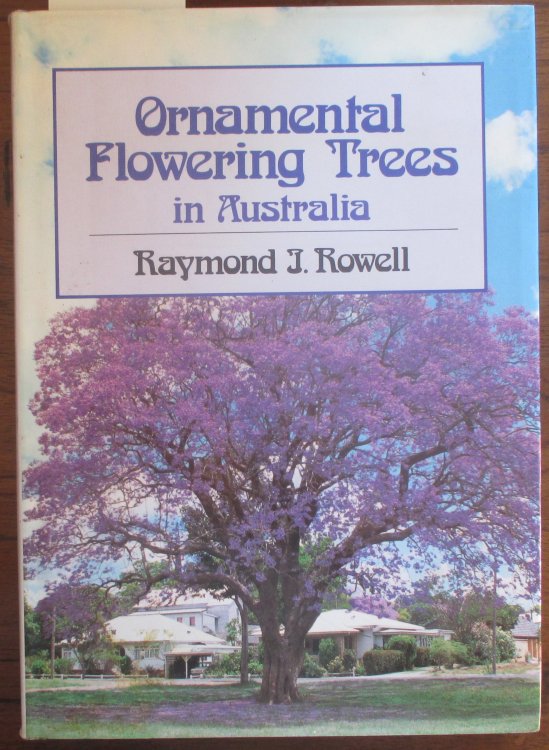 Ornamental
Flowering Trees
in Australia
Raymond J. Rowell